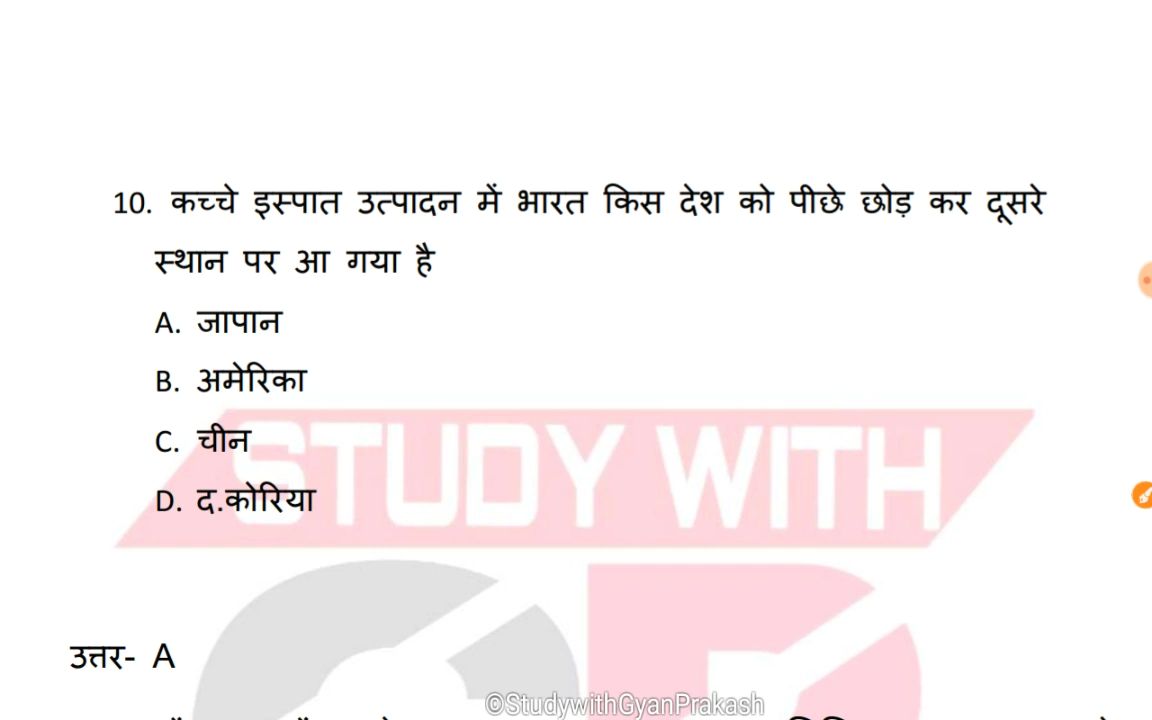 10. कच्चे इस्पात उत्पादन में भारत किस देश को पीछे छोड़ कर दूसरे
स्थान पर आ गया है
A. जापान
B. अमेरिका
C. चीन
D. द.कोरिया
STUDY WITH
उत्तर- A
©StudywithGyanPrakash